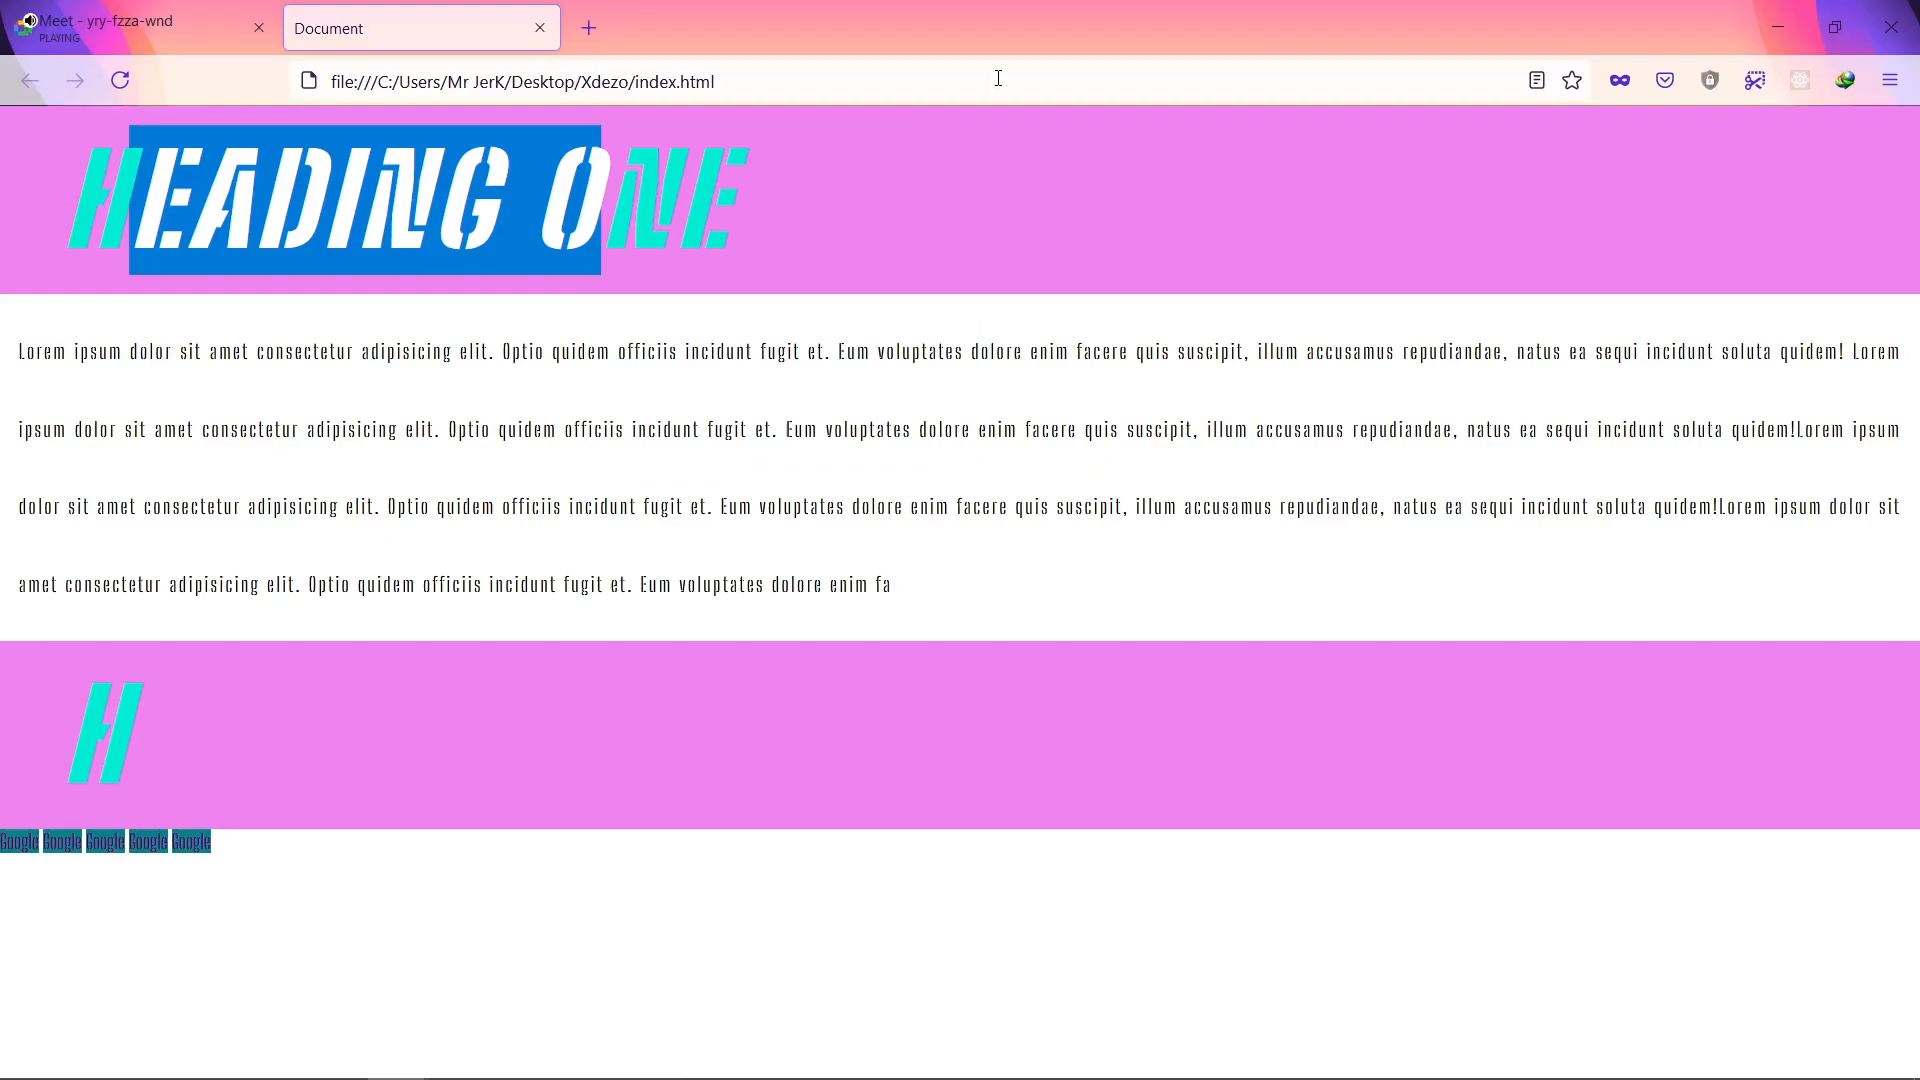 Meet - yry-fzza-wnd
PLAYING
Document
file:///C:/Users/Mr JerK/Desktop/Xdezo/index.html
HEADING ONE
Lorem ipsum dolor sit amet consectetur adipisicing elit. Optio quidem officiis incidunt fugit et. Eum voluptates dolore enim facere quis suscipit, illum accusamus repudiandae, natus ea sequi incidunt soluta quidem! Lorem
ipsum dolor sit amet consectetur adipisicing elit. Optio quidem officiis incidunt fugit et. Eum voluptates dolore enim facere quis suscipit, illum accusamus repudiandae, natus ea sequi incidunt soluta quidem!Lorem ipsum
dolor sit amet consectetur adipisicing elit. Optio quidem officiis incidunt fugit et. Eum voluptates dolore enim facere quis suscipit, illum accusamus repudiandae, natus ea sequi incidunt soluta quidem!Lorem ipsum dolor sit
amet consectetur adipisicing elit. Optio quidem officiis incidunt fugit et. Eum voluptates dolore enim fa
H
Google Google Google Google Google